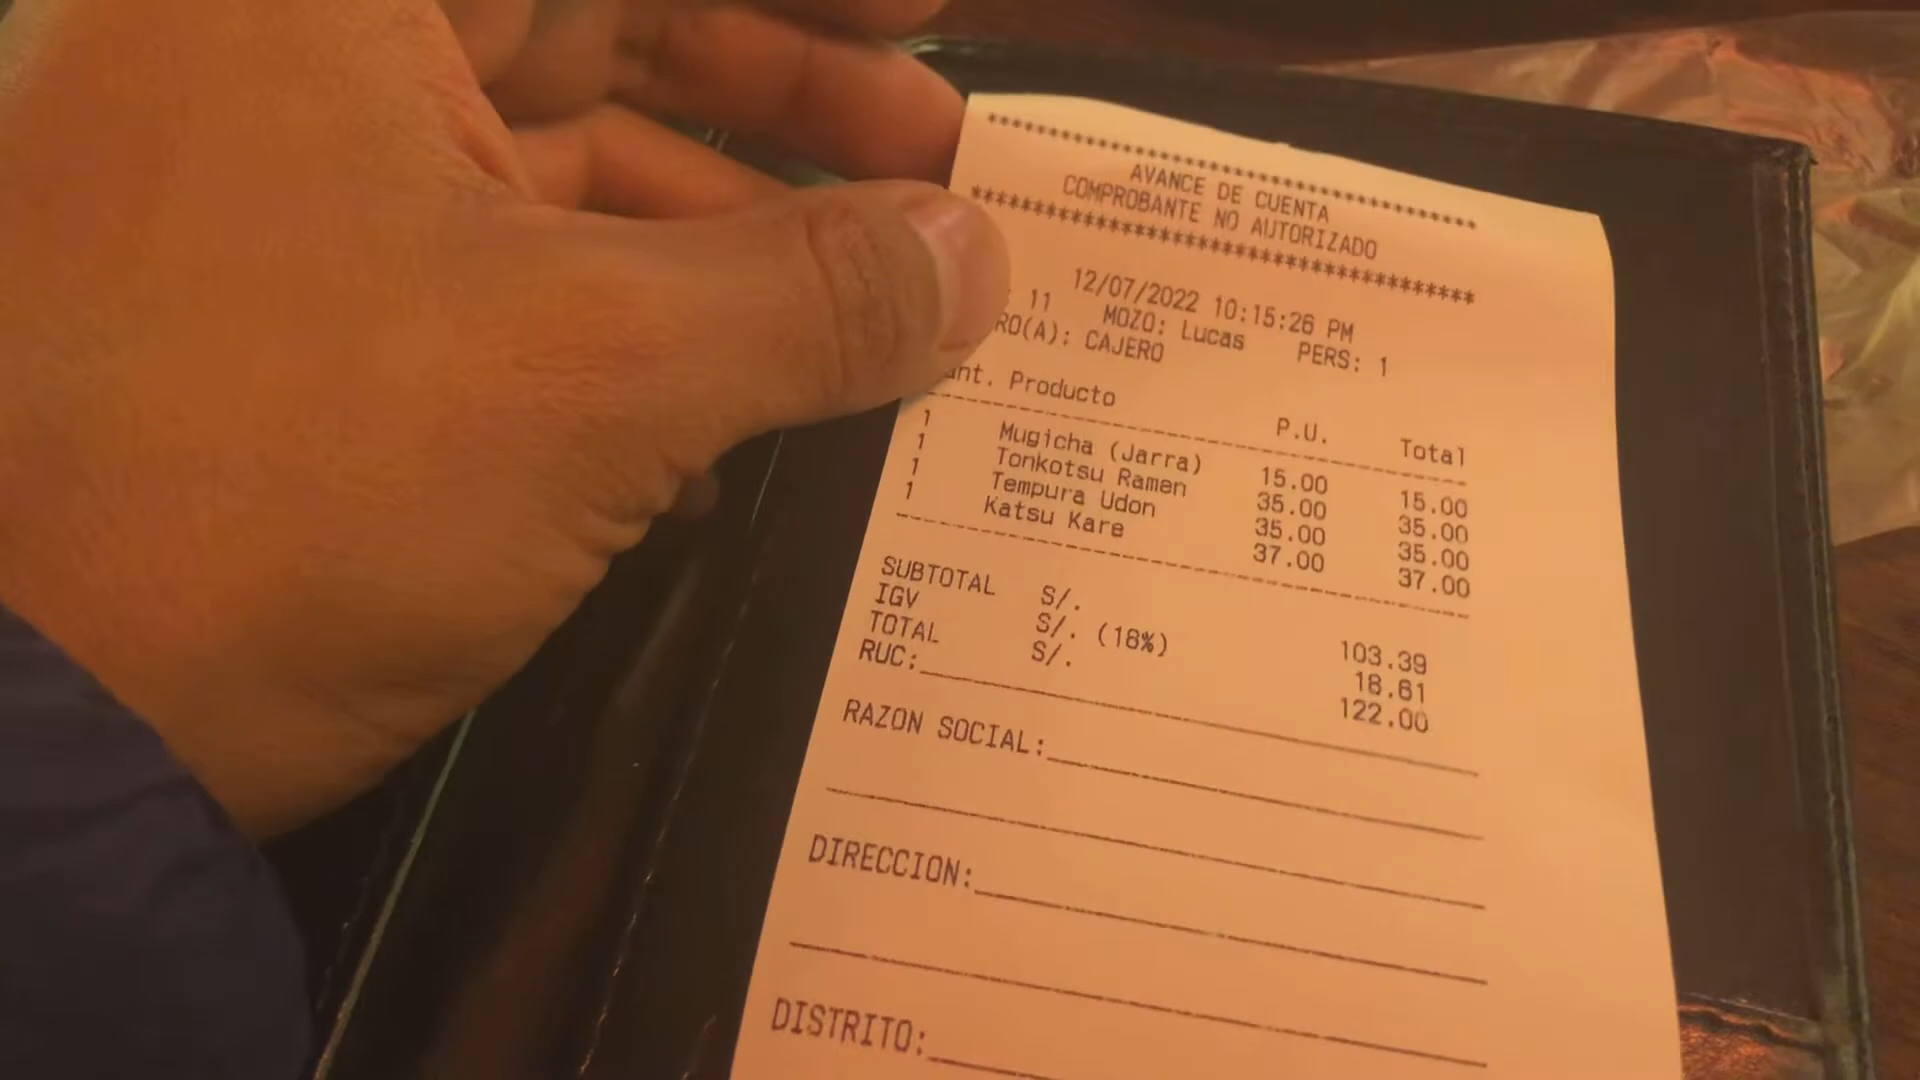 ****************************************
AVANCE DE CUENTA
COMPROBANTE NO AUTORIZADO
****************************************
12/07/2022 10:15:26 PM
11 MOZO: Lucas PERS: 1
RO(A): CAJERO
ant. Producto P.U. Total
1 Mugicha (Jarra) 15.00 15.00
1 Tonkotsu Ramen 35.00 35.00
1 Tempura Udon 35.00 35.00
1 Katsu Kare 37.00 37.00
SUBTOTAL S/. 103.39
IGV S/. (18%) 18.61
TOTAL S/. 122.00
RUC:
RAZON SOCIAL:
DIRECCION:
DISTRITO: